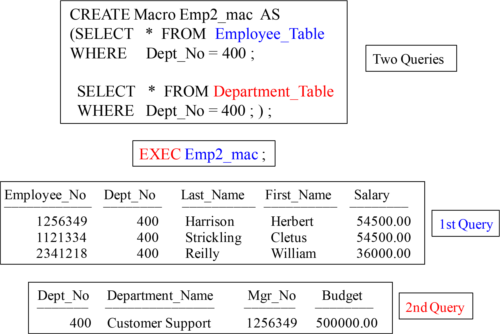 CREATE Macro Emp2_mac AS
(SELECT * FROM Employee_Table
WHERE Dept_No = 400 ;
SELECT * FROM Department_Table
WHERE Dept_No = 400 ; ) ;
Two Queries
EXEC Emp2_mac ;
Employee_No Dept_No Last_Name First_Name Salary
1256349 400 Harrison Herbert 54500.00
1121334 400 Strickling Cletus 54500.00
2341218 400 Reilly William 36000.00
1st Query
Dept_No Department_Name Mgr_No Budget
400 Customer Support 1256349 500000.00
2nd Query